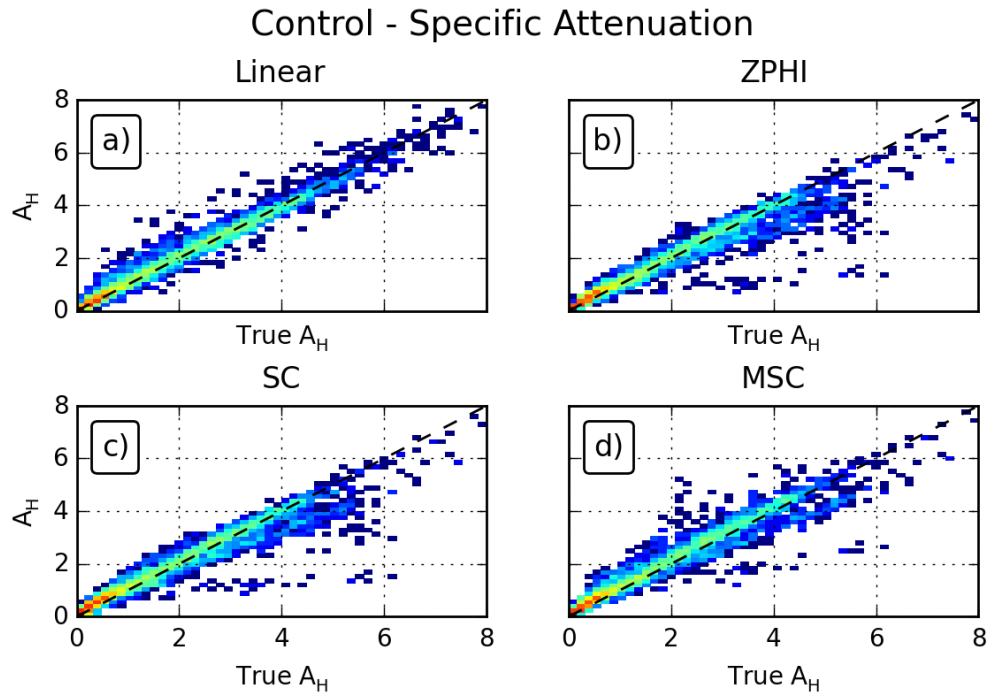 Control - Specific Attenuation
Linear
ZPHI
8
6
4
2
0
A_H
a)
b)
True A_H
True A_H
SC
MSC
8
6
4
2
0
A_H
c)
d)
0 2 4 6 8
0 2 4 6 8
True A_H
True A_H